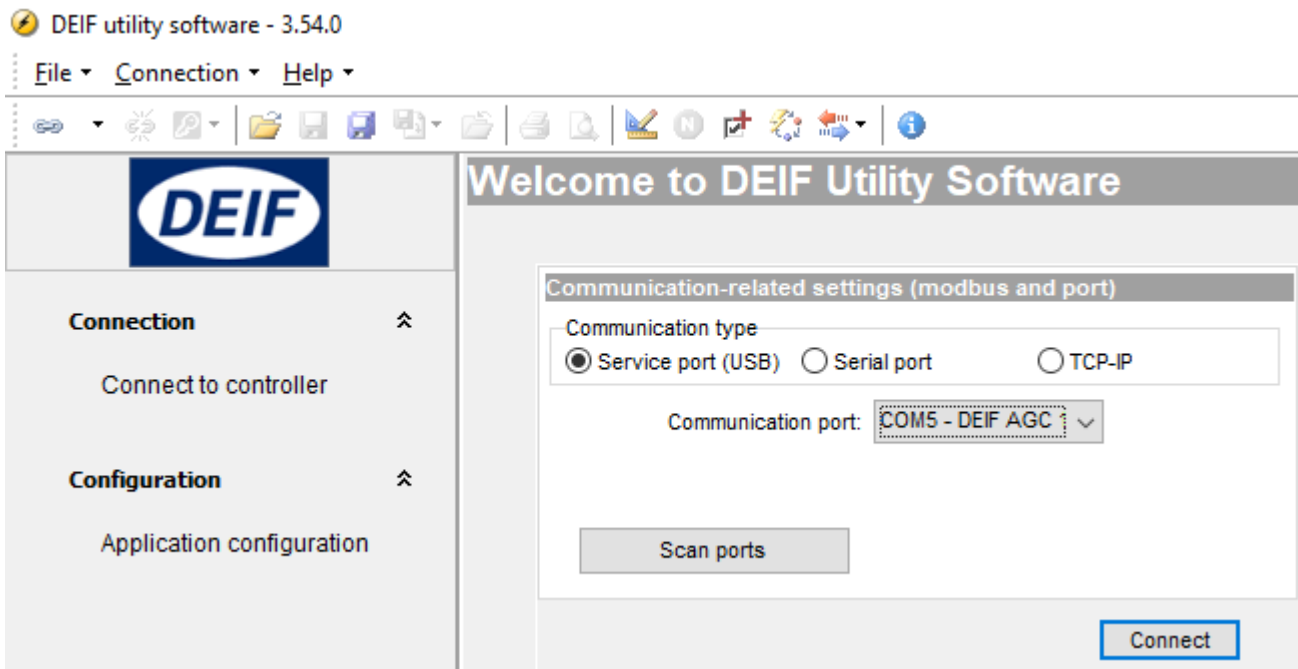 DEIF utility software - 3.54.0
File Connection Help
N
i
DEIF
Welcome to DEIF Utility Software
Communication-related settings (modbus and port)
Connection
Communication type
Service port (USB) Serial port TCP-IP
Connect to controller
Communication port: COM5 - DEIF AGC
Configuration
Application configuration
Scan ports
Connect